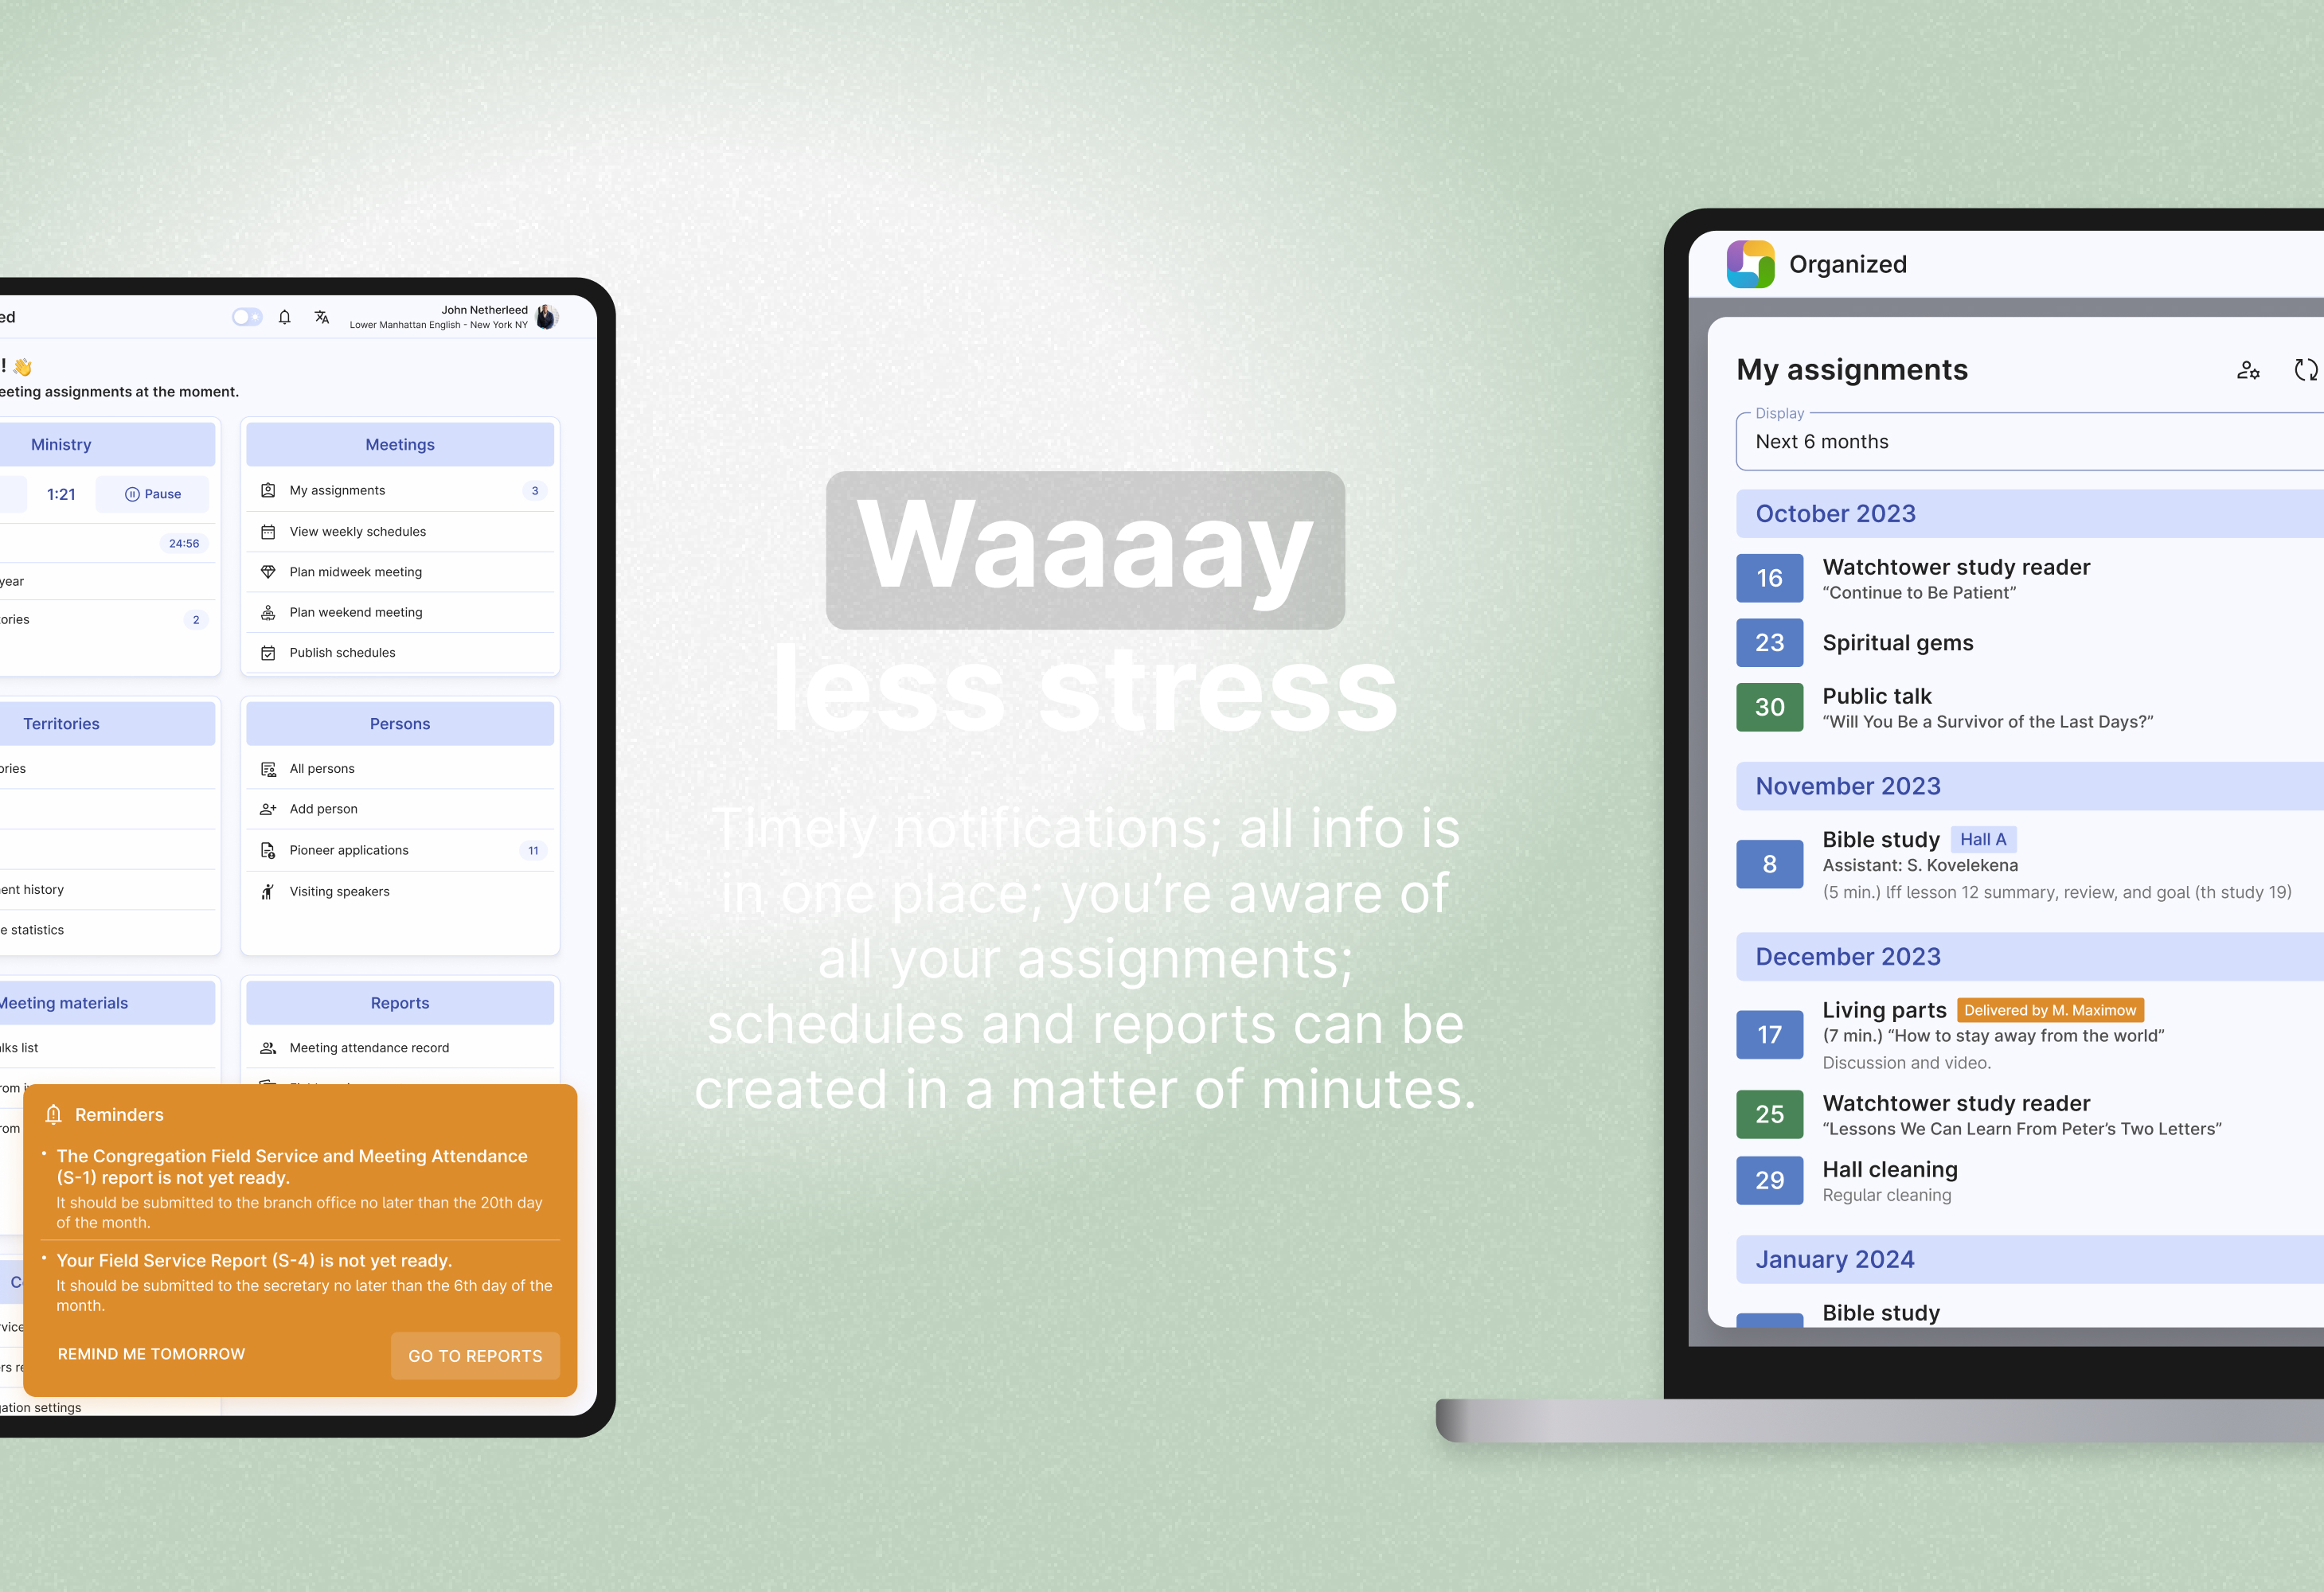 ed
John Netherleed
Lower Manhattan English - New York NY
! 👋
eeting assignments at the moment.
Ministry
1:21
Pause
24:56
year
ories
2
Meetings
My assignments
3
View weekly schedules
Plan midweek meeting
Plan weekend meeting
Publish schedules
Territories
ories
ent history
e statistics
Persons
All persons
Add person
Pioneer applications
11
Visiting speakers
Meeting materials
lks list
rom
rom
Reports
Meeting attendance record
C
vice
rs re
gation settings
Reminders
• The Congregation Field Service and Meeting Attendance
(S-1) report is not yet ready.
It should be submitted to the branch office no later than the 20th day
of the month.
• Your Field Service Report (S-4) is not yet ready.
It should be submitted to the secretary no later than the 6th day of the
month.
REMIND ME TOMORROW
GO TO REPORTS
Waaaay
less stress
Timely notifications; all info is
in one place; you’re aware of
all your assignments;
schedules and reports can be
created in a matter of minutes.
Organized
My assignments
Display
Next 6 months
October 2023
16
Watchtower study reader
“Continue to Be Patient”
23
Spiritual gems
30
Public talk
“Will You Be a Survivor of the Last Days?”
November 2023
8
Bible study Hall A
Assistant: S. Kovelekena
(5 min.) lff lesson 12 summary, review, and goal (th study 19)
December 2023
17
Living parts Delivered by M. Maximow
(7 min.) “How to stay away from the world”
Discussion and video.
25
Watchtower study reader
“Lessons We Can Learn From Peter’s Two Letters”
29
Hall cleaning
Regular cleaning
January 2024
Bible study